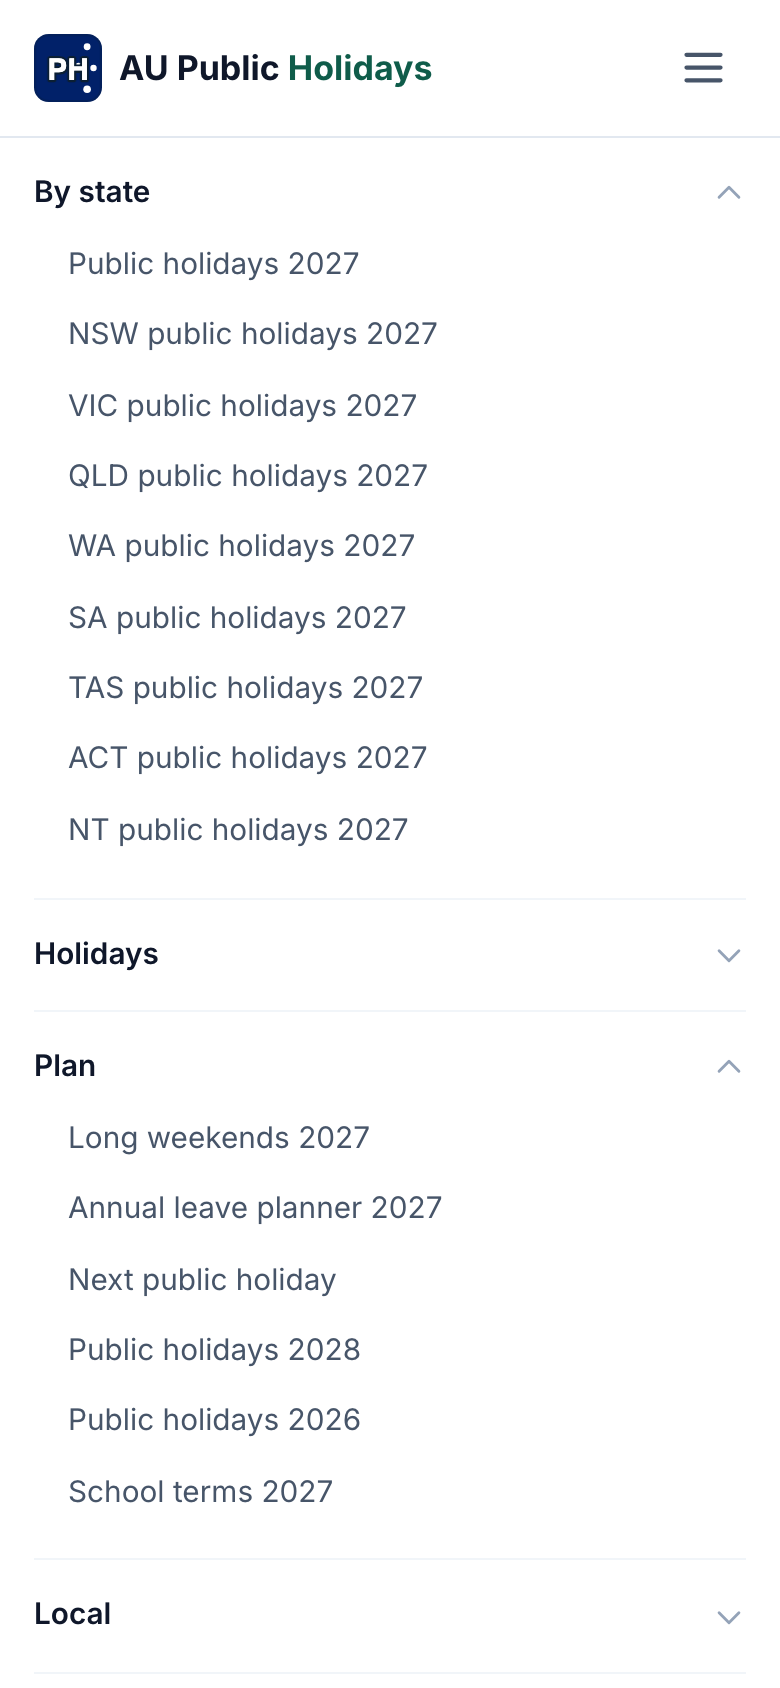 PH
AU Public Holidays
By state
Public holidays 2027
NSW public holidays 2027
VIC public holidays 2027
QLD public holidays 2027
WA public holidays 2027
SA public holidays 2027
TAS public holidays 2027
ACT public holidays 2027
NT public holidays 2027
Holidays
Plan
Long weekends 2027
Annual leave planner 2027
Next public holiday
Public holidays 2028
Public holidays 2026
School terms 2027
Local